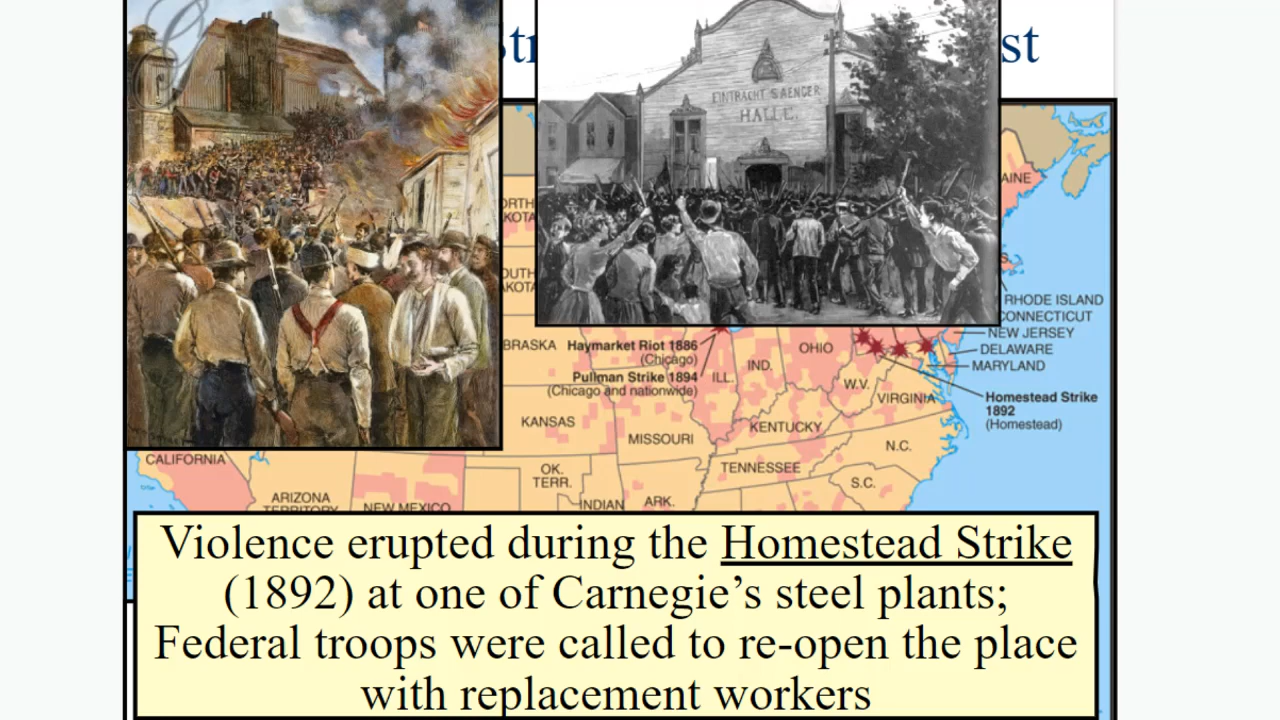 st
EINTRACHT SAENGER
HALLE.
AINE
RHODE ISLAND
CONNECTICUT
NEW JERSEY
DELAWARE
MARYLAND
Haymarket Riot 1886
(Chicago)
Pullman Strike 1894
(Chicago and nationwide)
ILL.
IND.
OHIO
W.V.
VIRGINIA
Homestead Strike
1892
(Homestead)
BRASKA
KANSAS
MISSOURI
KENTUCKY
N.C.
TENNESSEE
S.C.
CALIFORNIA
ARIZONA
TERRITORY
NEW MEXICO
OK.
TERR.
INDIAN
ARK.
Violence erupted during the Homestead Strike
(1892) at one of Carnegie’s steel plants;
Federal troops were called to re-open the place
with replacement workers